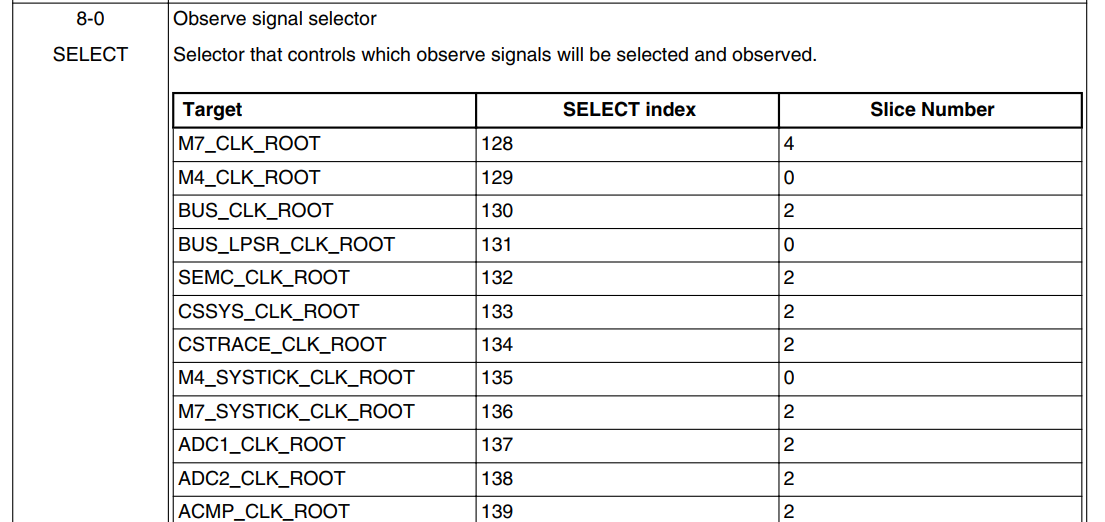 8-0 Observe signal selector
SELECT Selector that controls which observe signals will be selected and observed.
Target SELECT index Slice Number
M7_CLK_ROOT 128 4
M4_CLK_ROOT 129 0
BUS_CLK_ROOT 130 2
BUS_LPSR_CLK_ROOT 131 0
SEMC_CLK_ROOT 132 2
CSSYS_CLK_ROOT 133 2
CSTRACE_CLK_ROOT 134 2
M4_SYSTICK_CLK_ROOT 135 0
M7_SYSTICK_CLK_ROOT 136 2
ADC1_CLK_ROOT 137 2
ADC2_CLK_ROOT 138 2
ACMP_CLK_ROOT 139 2